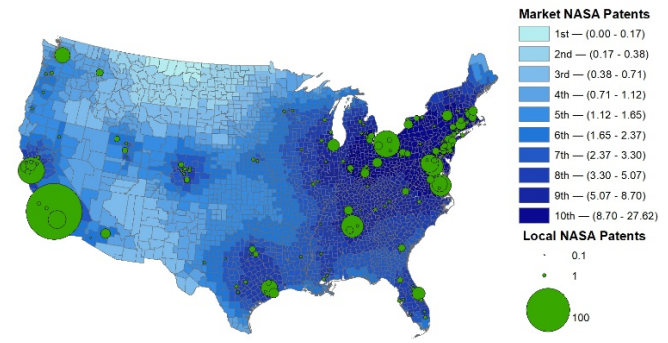 Market NASA Patents
1st — (0.00 - 0.17)
2nd — (0.17 - 0.38)
3rd — (0.38 - 0.71)
4th — (0.71 - 1.12)
5th — (1.12 - 1.65)
6th — (1.65 - 2.37)
7th — (2.37 - 3.30)
8th — (3.30 - 5.07)
9th — (5.07 - 8.70)
10th — (8.70 - 27.62)
Local NASA Patents
0.1
1
100